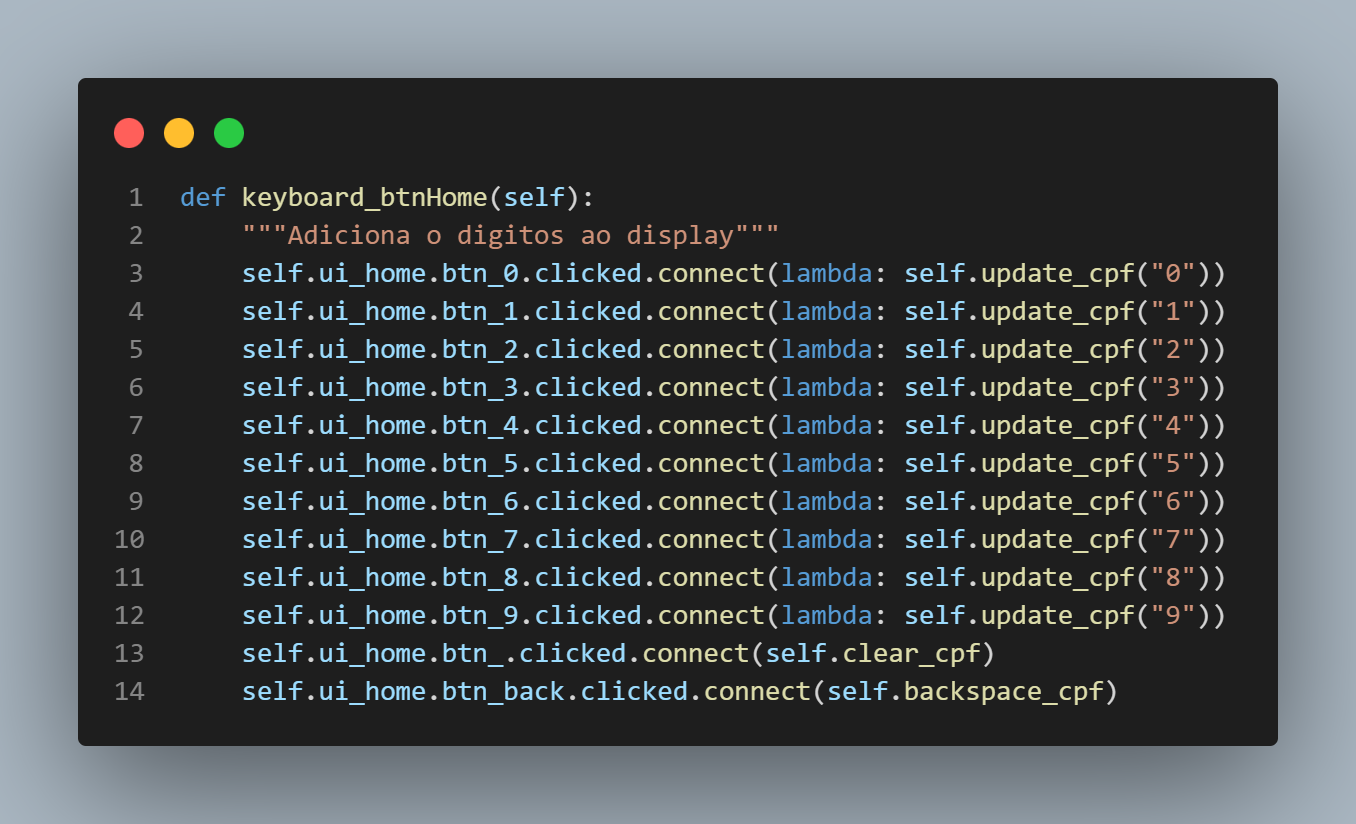 1 def keyboard_btnHome(self):
2     """Adiciona o digitos ao display"""
3     self.ui_home.btn_0.clicked.connect(lambda: self.update_cpf("0"))
4     self.ui_home.btn_1.clicked.connect(lambda: self.update_cpf("1"))
5     self.ui_home.btn_2.clicked.connect(lambda: self.update_cpf("2"))
6     self.ui_home.btn_3.clicked.connect(lambda: self.update_cpf("3"))
7     self.ui_home.btn_4.clicked.connect(lambda: self.update_cpf("4"))
8     self.ui_home.btn_5.clicked.connect(lambda: self.update_cpf("5"))
9     self.ui_home.btn_6.clicked.connect(lambda: self.update_cpf("6"))
10     self.ui_home.btn_7.clicked.connect(lambda: self.update_cpf("7"))
11     self.ui_home.btn_8.clicked.connect(lambda: self.update_cpf("8"))
12     self.ui_home.btn_9.clicked.connect(lambda: self.update_cpf("9"))
13     self.ui_home.btn_.clicked.connect(self.clear_cpf)
14     self.ui_home.btn_back.clicked.connect(self.backspace_cpf)